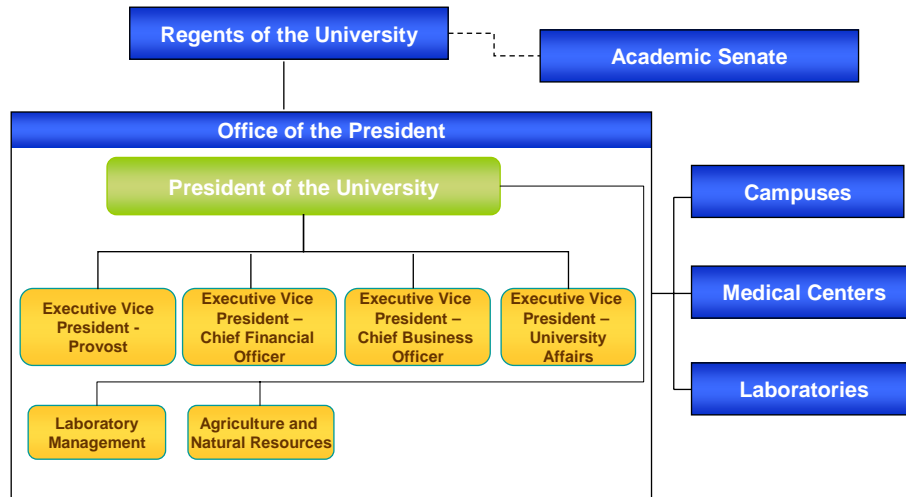 Regents of the University
Academic Senate
Office of the President
President of the University
Campuses
Medical Centers
Laboratories
Executive Vice
President -
Provost
Executive Vice
President –
Chief Financial
Officer
Executive Vice
President –
Chief Business
Officer
Executive Vice
President –
University
Affairs
Laboratory
Management
Agriculture and
Natural Resources